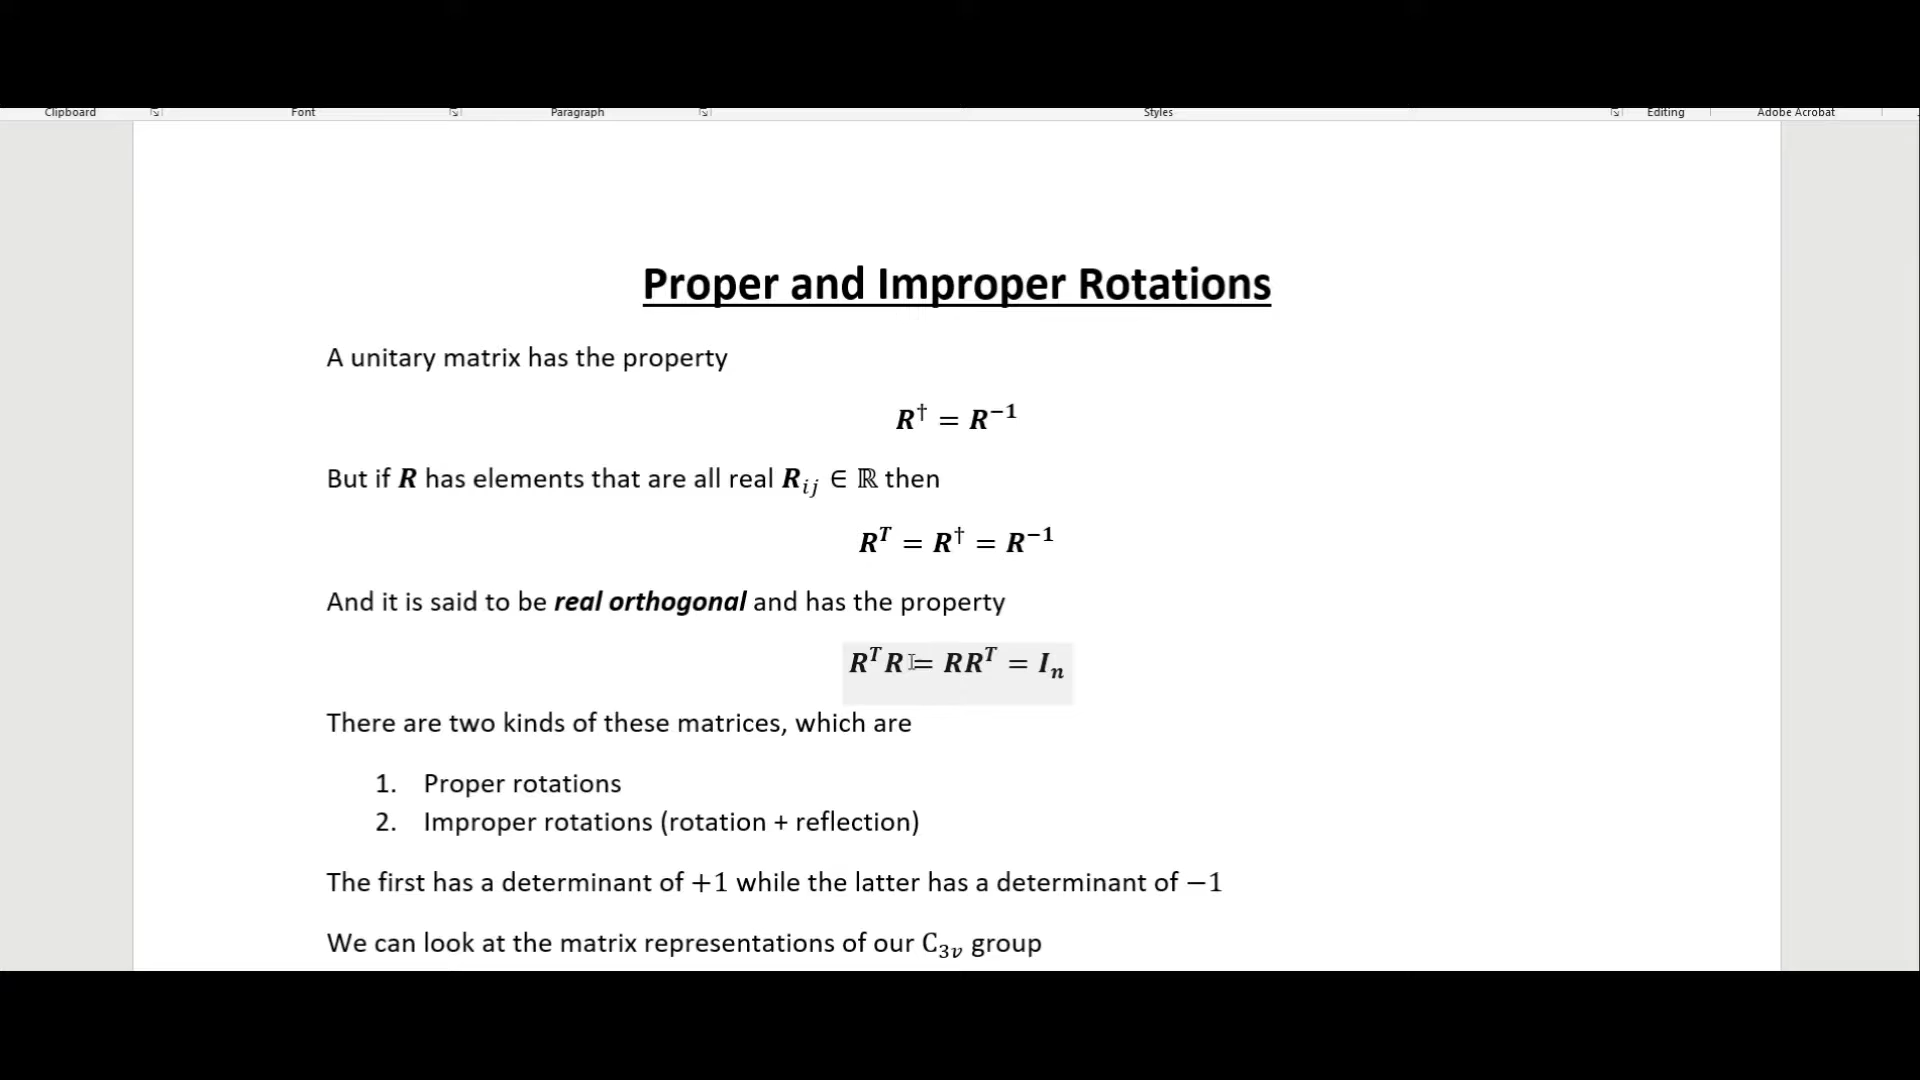 Clipboard Font Paragraph Styles Editing Adobe Acrobat
Proper and Improper Rotations
A unitary matrix has the property
R† = R⁻¹
But if R has elements that are all real Rᵢⱼ ∈ ℝ then
Rᵀ = R† = R⁻¹
And it is said to be real orthogonal and has the property
RᵀR = RRᵀ = Iₙ
There are two kinds of these matrices, which are
1. Proper rotations
2. Improper rotations (rotation + reflection)
The first has a determinant of +1 while the latter has a determinant of −1
We can look at the matrix representations of our C₃ᵥ group